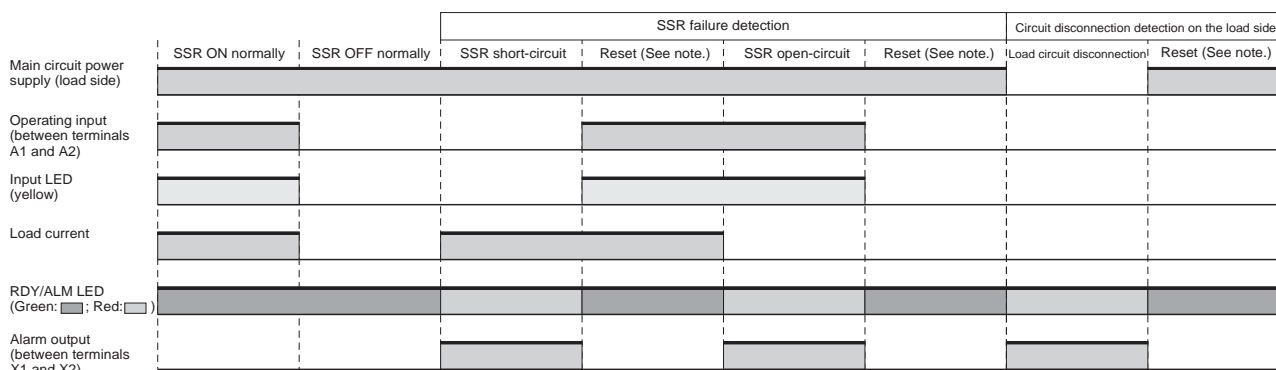 SSR failure detection
Circuit disconnection detection on the load side
SSR ON normally
SSR OFF normally
SSR short-circuit
Reset (See note.)
SSR open-circuit
Reset (See note.)
Load circuit disconnection
Reset (See note.)
Main circuit power
supply (load side)
Operating input
(between terminals
A1 and A2)
Input LED
(yellow)
Load current
RDY/ALM LED
(Green: ; Red: )
Alarm output
(between terminals
X1 and X2)